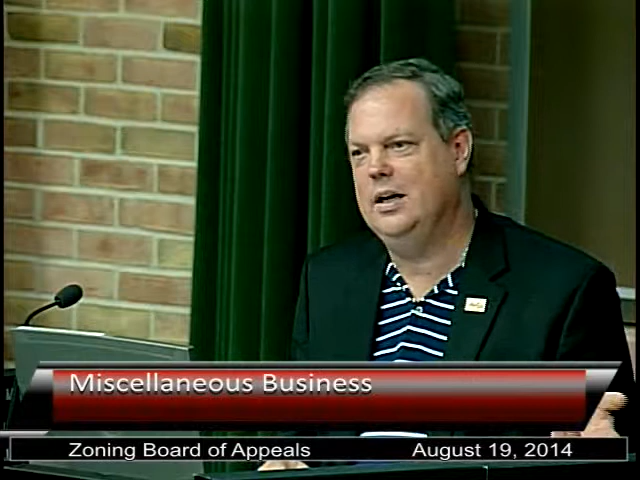 Miscellaneous Business
Zoning Board of Appeals August 19, 2014